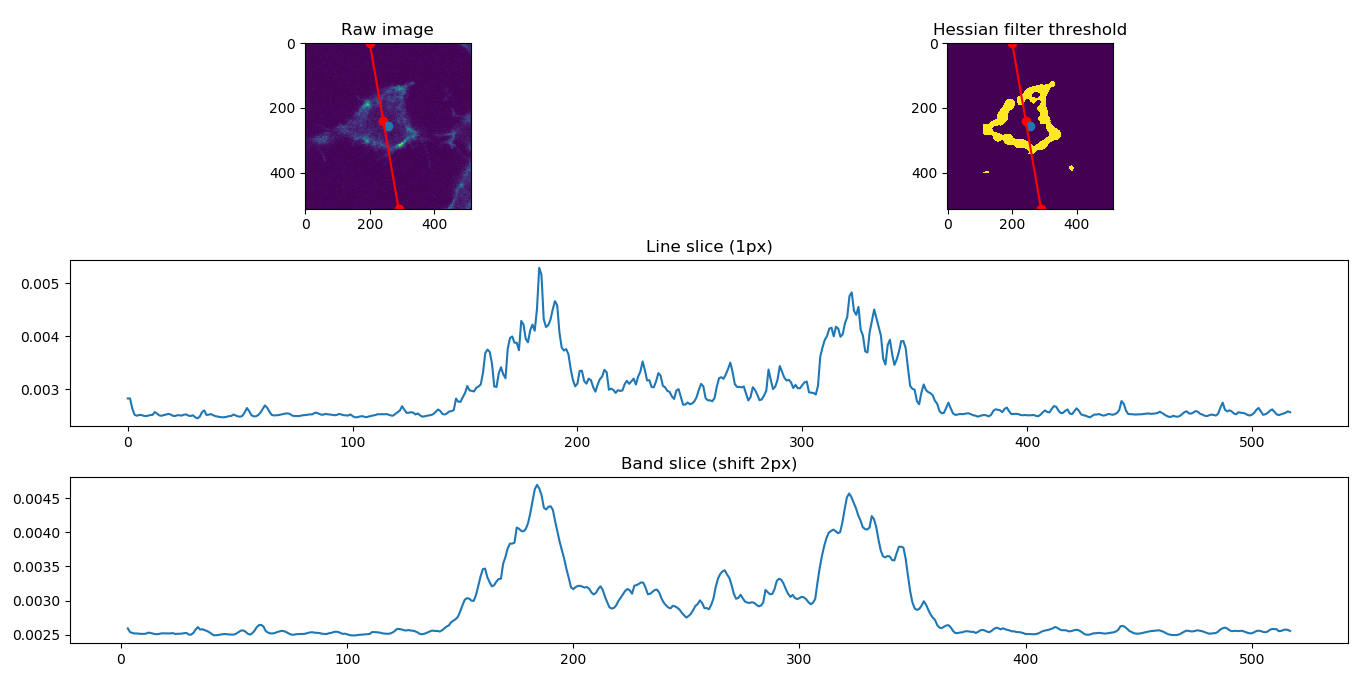 Raw image
Hessian filter threshold
0
200
400
0 200 400
0
200
400
0 200 400
Line slice (1px)
0.005
0.004
0.003
0 100 200 300 400 500
Band slice (shift 2px)
0.0045
0.0040
0.0035
0.0030
0.0025
0 100 200 300 400 500